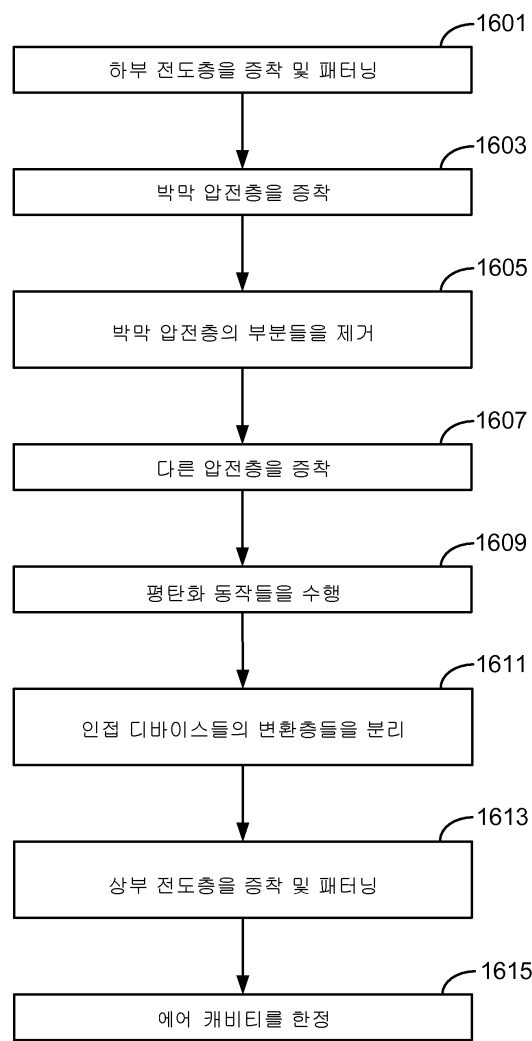 1601
하부 전도층을 증착 및 패터닝
1603
박막 압전층을 증착
1605
박막 압전층의 부분들을 제거
1607
다른 압전층을 증착
1609
평탄화 동작들을 수행
1611
인접 디바이스들의 변환층들을 분리
1613
상부 전도층을 증착 및 패터닝
1615
에어 캐비티를 한정